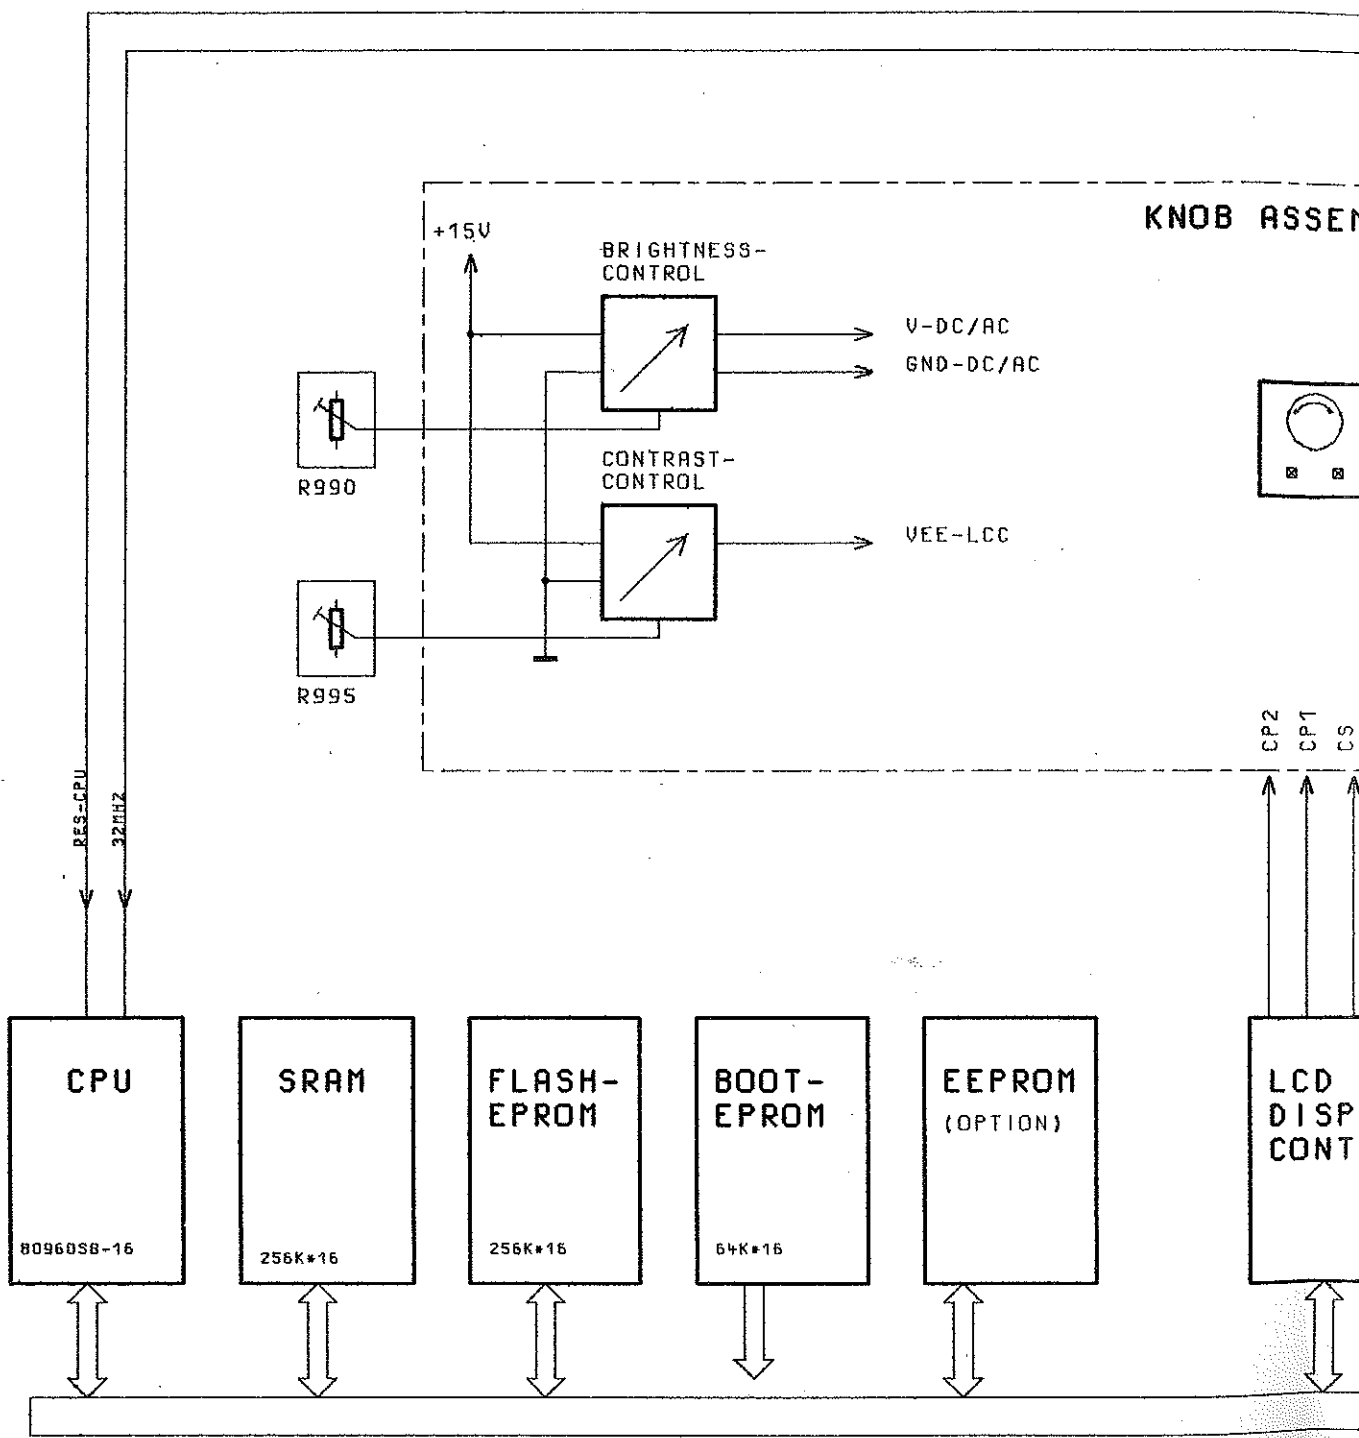 KNOB ASSEM
+15V
BRIGHTNESS-
CONTROL
V-DC/AC
GND-DC/AC
R990
CONTRAST-
CONTROL
VEE-LCC
R995
CP2
CP1
CS
RES-CPU
32MHZ
CPU
80960SB-16
SRAM
256K*16
FLASH-
EPROM
256K*16
BOOT-
EPROM
64K*16
EEPROM
(OPTION)
LCD
DISP
CONT